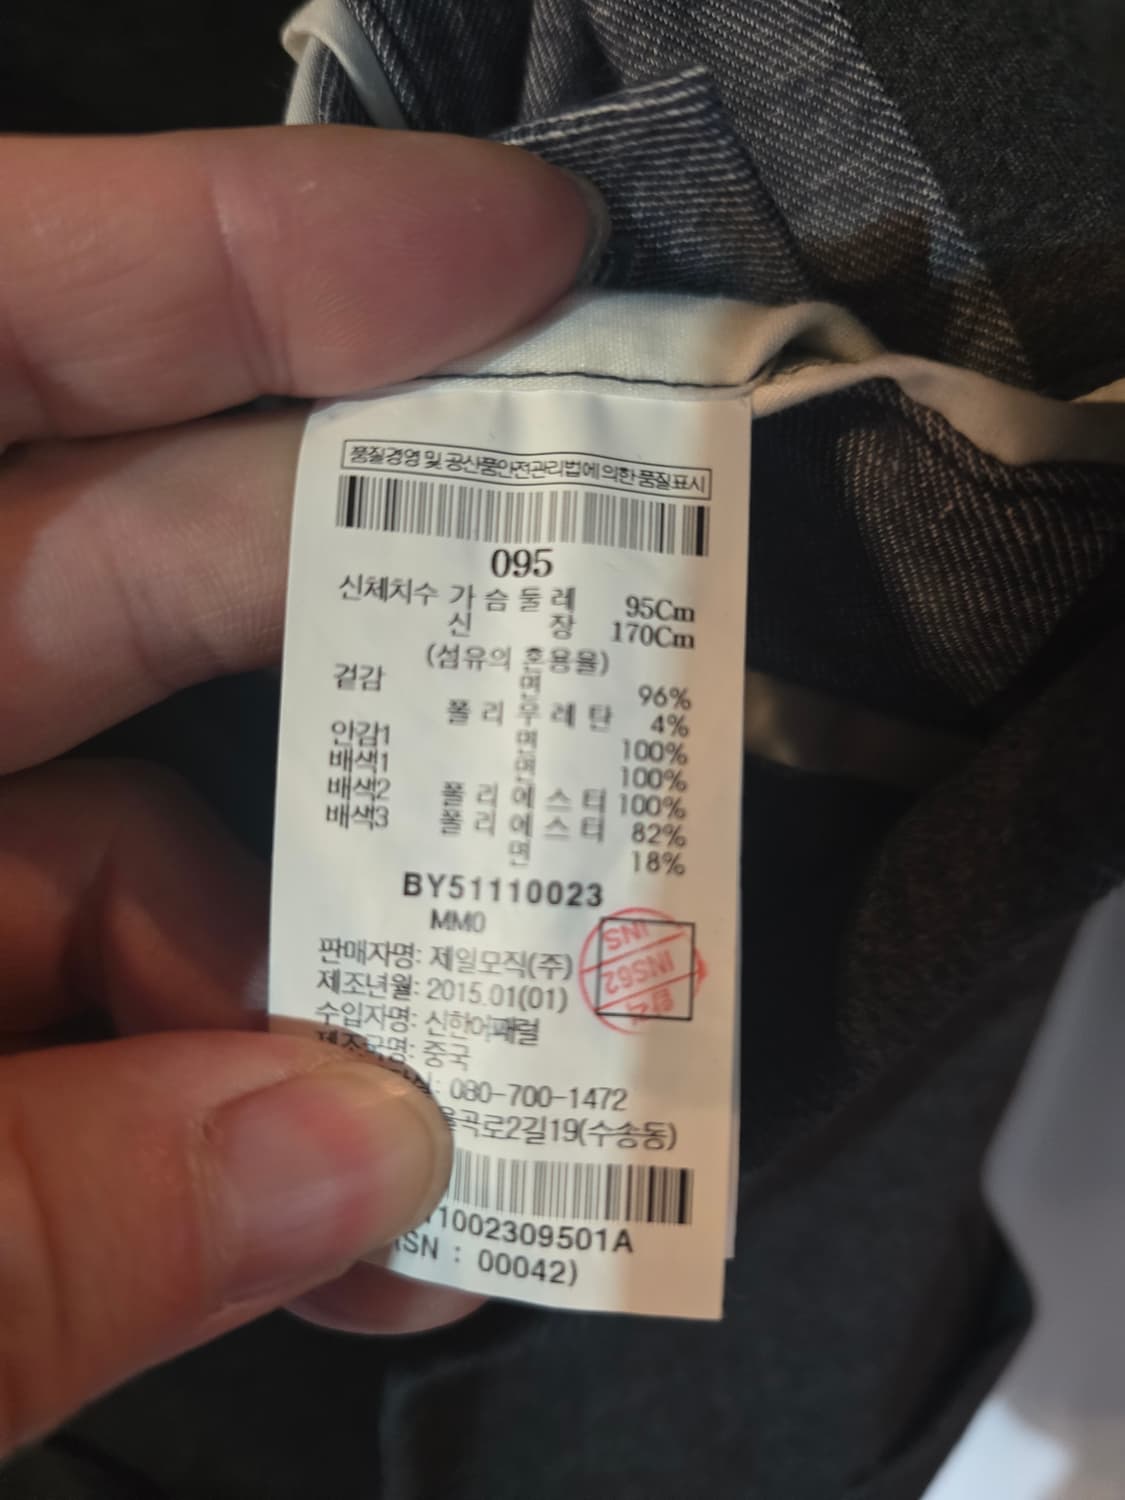 품질경영 및 공산품안전관리법에 의한 품질표시
095
신체치수 가 슴 둘 레 95Cm
신 장 170Cm
(섬유의 혼용율)
겉감 면 96%
폴 리 우 레 탄 4%
안감1 면 100%
배색1 면 100%
배색2 폴 리 에 스 터 100%
배색3 폴 리 에 스 터 82%
면 18%
BY51110023
MM0
INS
INS62
판매자명: 제일모직(주)
제조년월: 2015.01(01)
수입자명: 신한어패럴
제조국명: 중국
080-700-1472
율곡로2길19(수송동)
1002309501A
SN : 00042)